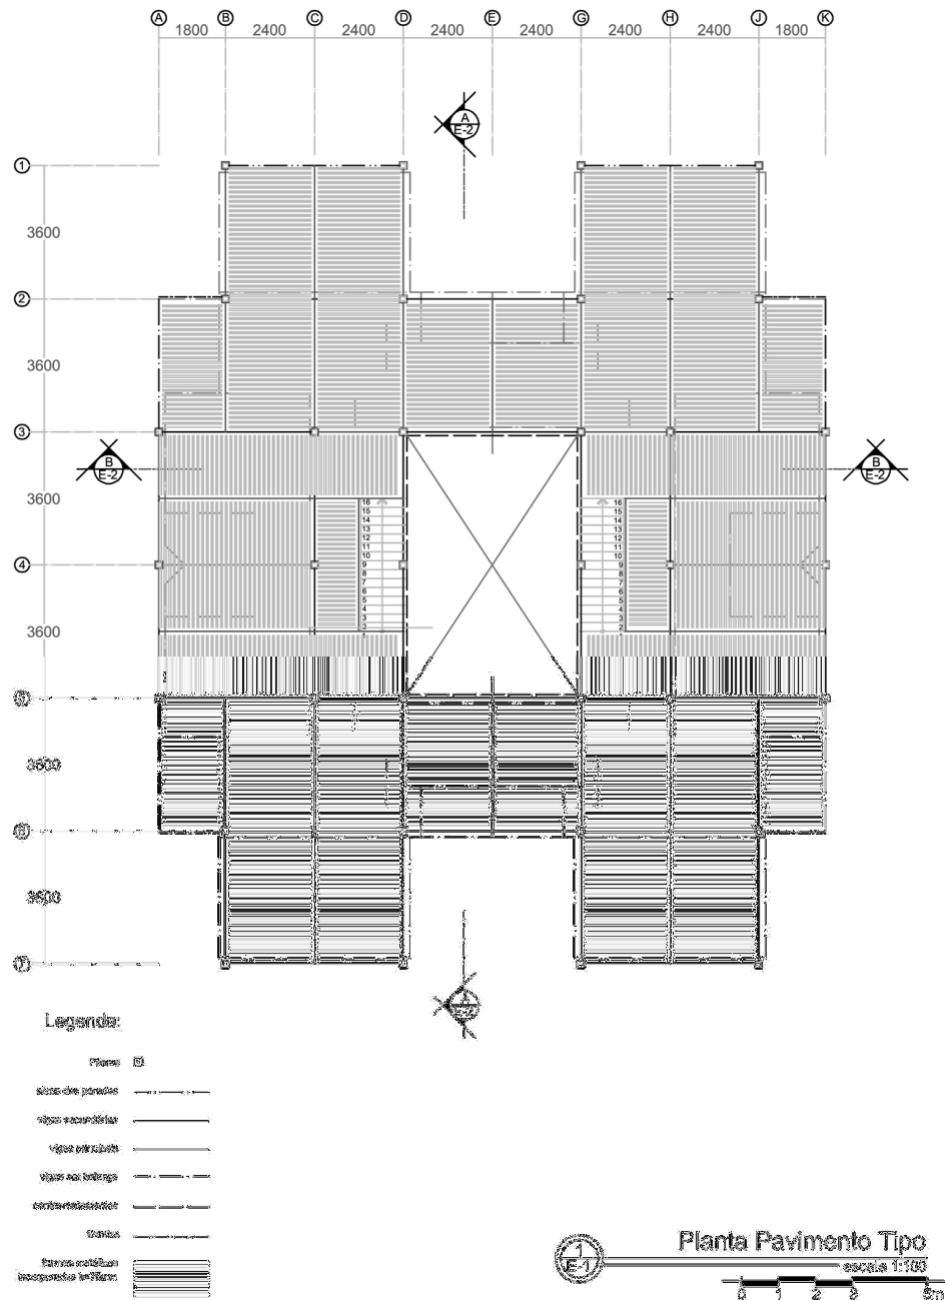 A B C D E G H J K
1800 2400 2400 2400 2400 2400 2400 1800
A
E-2
1
3600
2
3600
3
B
E-2
B
E-2
3600
16 16
15 15
14 14
13 13
12 12
11 11
10 10
4
9 9
8 8
7 7
6 6
5 5
4 4
3 3
2 2
3600
3600
3600
A
E-2
Legenda:
Pilares
vigas secundárias
vigas principais
vigas em balanço
1
E-1
Planta Pavimento Tipo
escala 1:100
0 1 2 3 5m